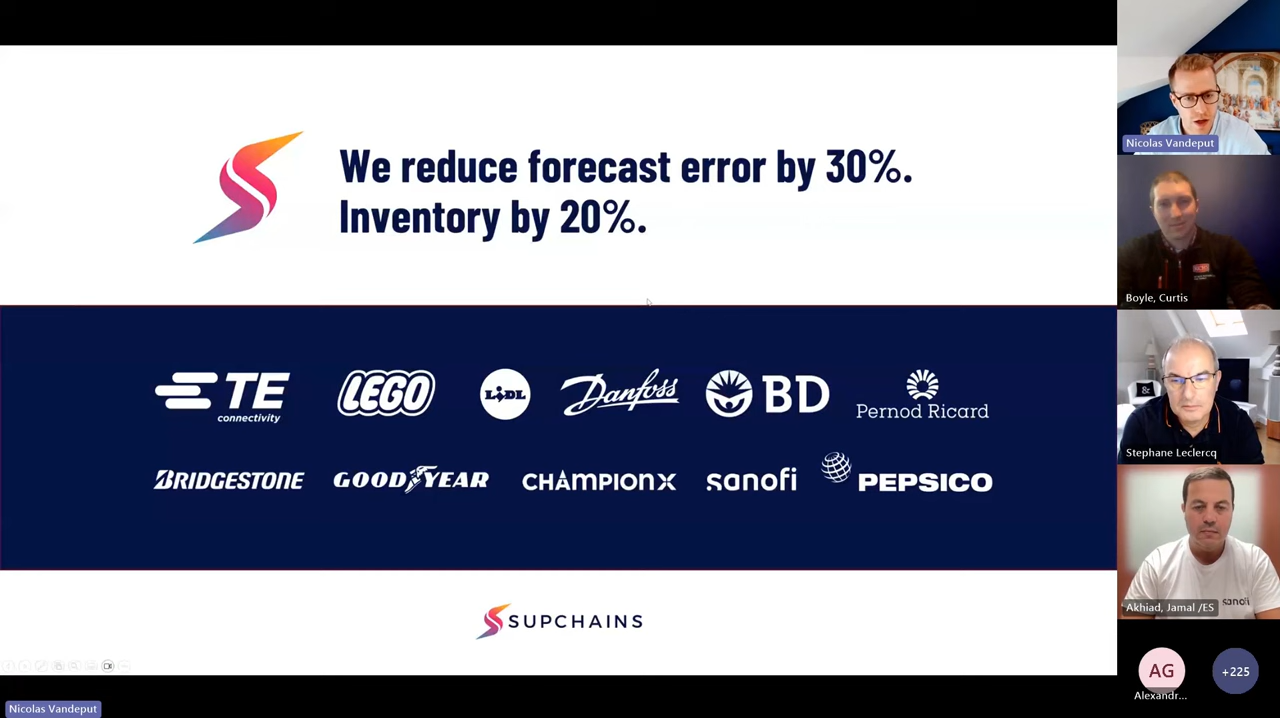 We reduce forecast error by 30%.
Inventory by 20%.
TE
connectivity
LEGO
LIDL
Danfoss
BD
Pernod Ricard
BRIDGESTONE
GOODYEAR
CHAMPIONX
sanofi
PEPSICO
SUPCHAINS
Nicolas Vandeput
Boyle, Curtis
&
Stephane Leclercq
sanofi
Akhiad, Jamal /ES
AG
Alexandr...
+225
Nicolas Vandeput